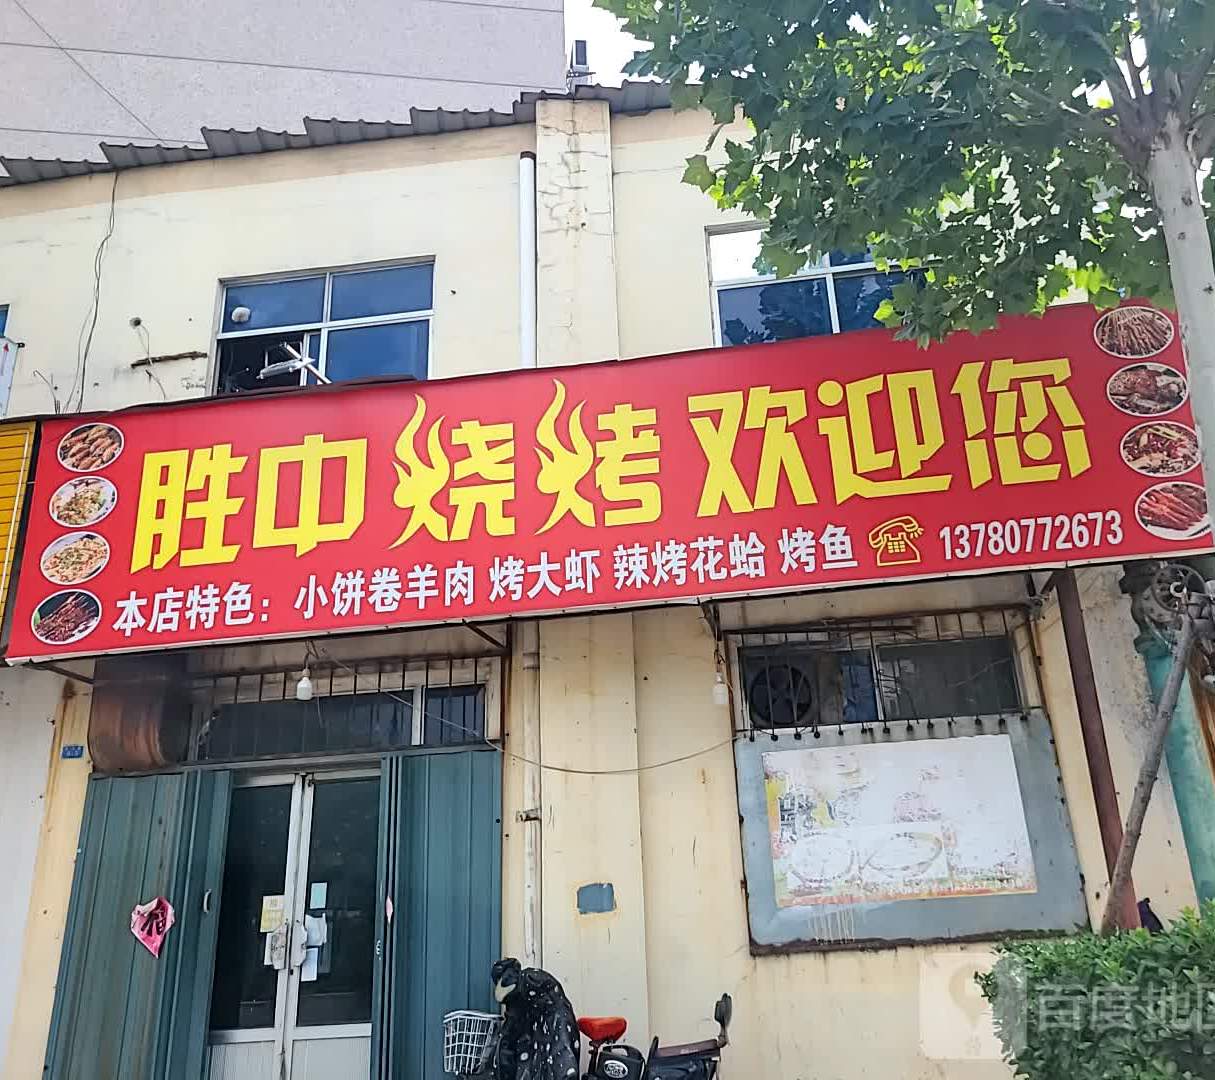 胜中烧烤欢迎您
本店特色：小饼卷羊肉 烤大虾 辣烤花蛤 烤鱼 13780772673
百度地图